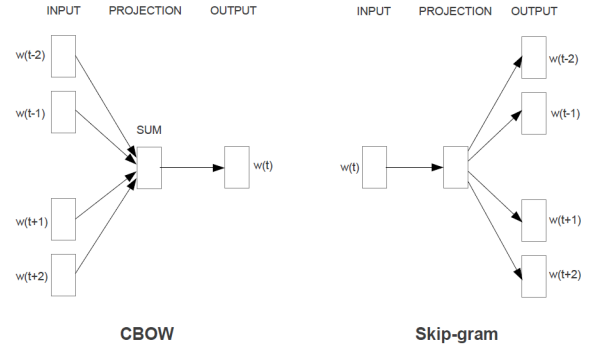 INPUT PROJECTION OUTPUT
w(t-2)
w(t-1)
SUM
w(t)
w(t+1)
w(t+2)
CBOW
INPUT PROJECTION OUTPUT
w(t-2)
w(t-1)
w(t)
w(t+1)
w(t+2)
Skip-gram